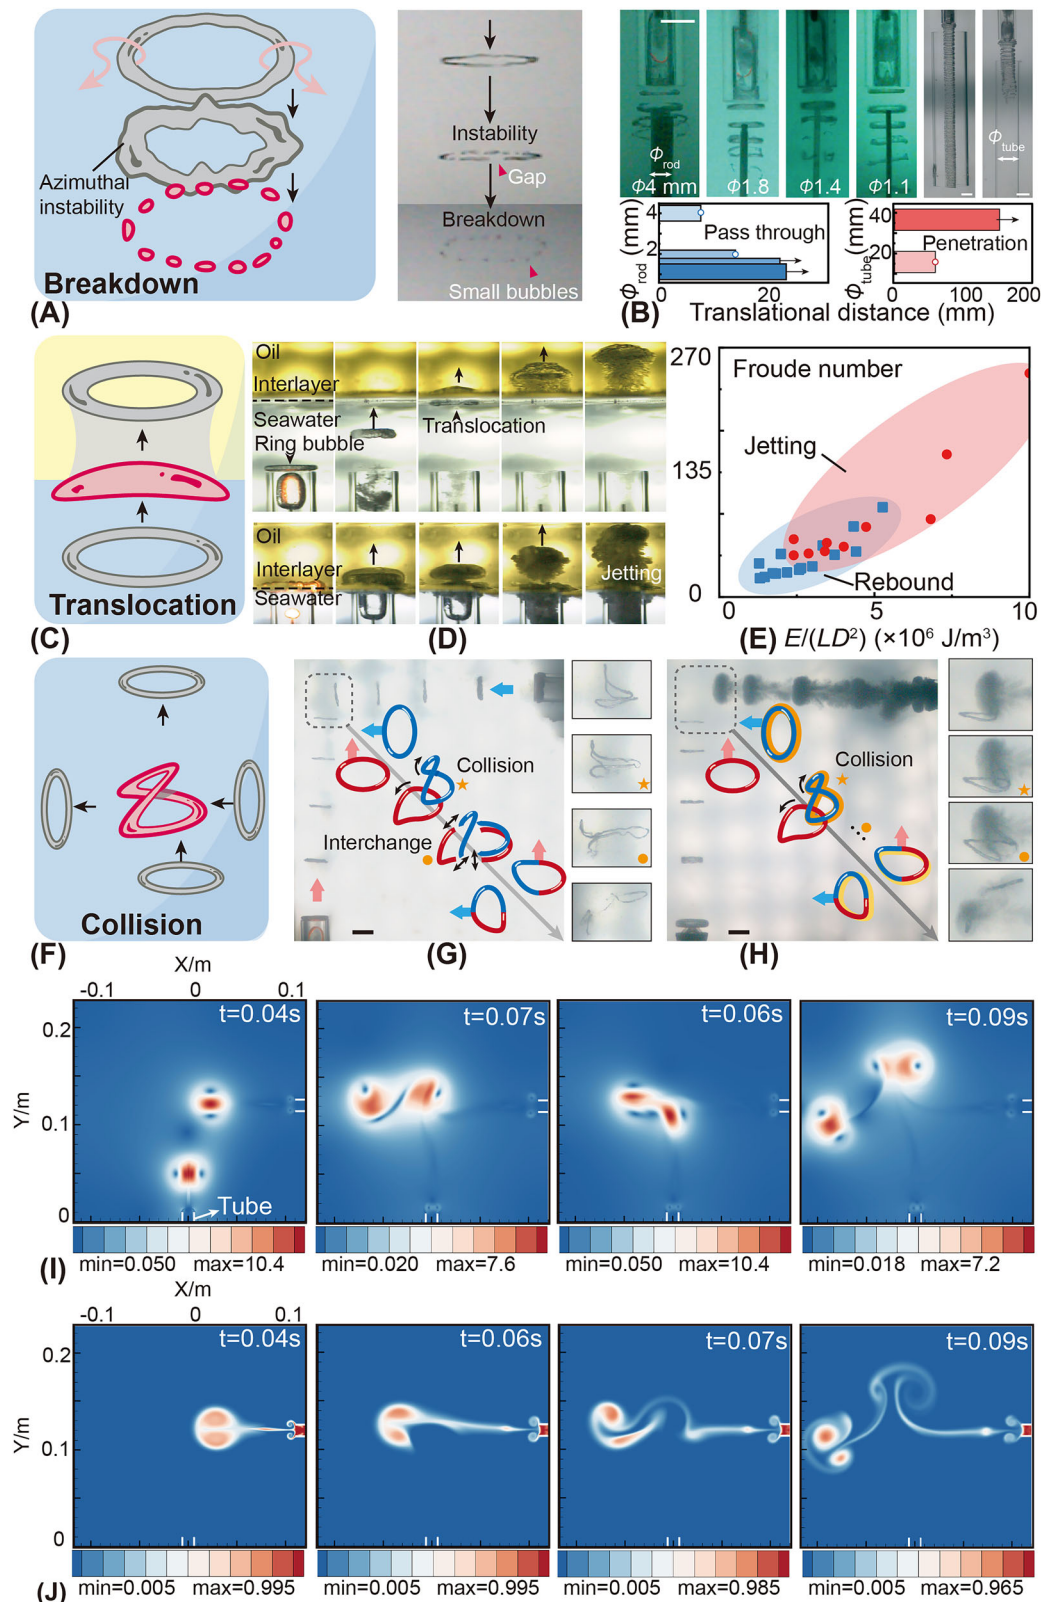 Azimuthal
instability
Breakdown
(A)
Instability
Gap
Breakdown
Small bubbles
Φrod
Φ4 mm
Φ1.8
Φ1.4
Φ1.1
Φtube
Φrod (mm)
4
2
Pass through
0
20
Φtube (mm)
40
20
Penetration
0
100
200
(B)
Translational distance (mm)
Translocation
(C)
Oil
Interlayer
Seawater
Ring bubble
Translocation
Oil
Interlayer
Seawater
Jetting
(D)
270
135
0
Froude number
Jetting
Rebound
0
5
10
(E)
E/(LD²) (×10⁶ J/m³)
Collision
(F)
Collision
Interchange
(G)
Collision
(H)
X/m
-0.1
0
0.1
Y/m
0.2
0.1
0
t=0.04s
Tube
t=0.07s
t=0.06s
t=0.09s
(I)
min=0.050
max=10.4
min=0.020
max=7.6
min=0.050
max=10.4
min=0.018
max=7.2
X/m
-0.1
0
0.1
Y/m
0.2
0.1
0
t=0.04s
t=0.06s
t=0.07s
t=0.09s
(J)
min=0.005
max=0.995
min=0.005
max=0.995
min=0.005
max=0.985
min=0.005
max=0.965